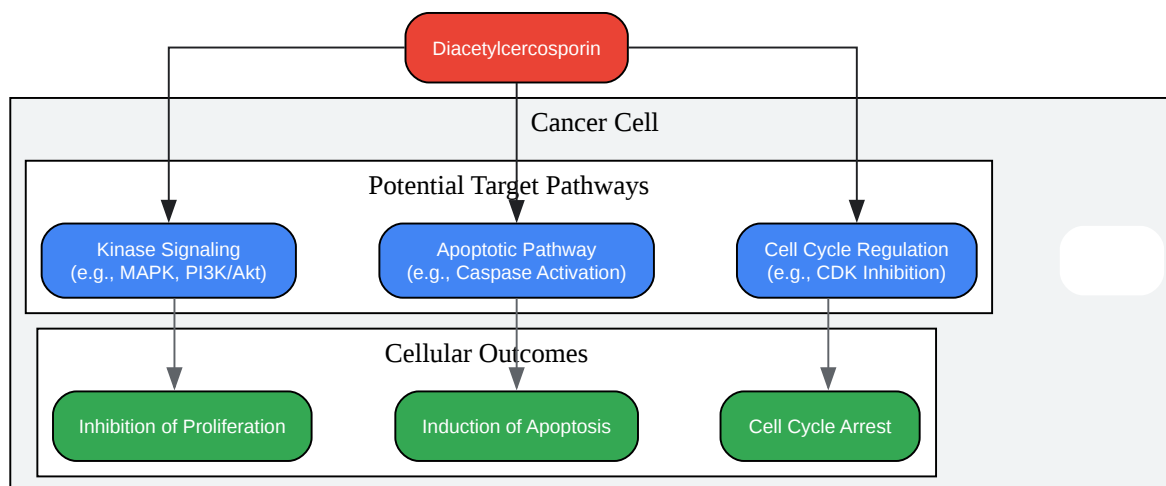 Diacetylcercosporin
Cancer Cell
Potential Target Pathways
Kinase Signaling
(e.g., MAPK, PI3K/Akt)
Apoptotic Pathway
(e.g., Caspase Activation)
Cell Cycle Regulation
(e.g., CDK Inhibition)
Cellular Outcomes
Inhibition of Proliferation
Induction of Apoptosis
Cell Cycle Arrest